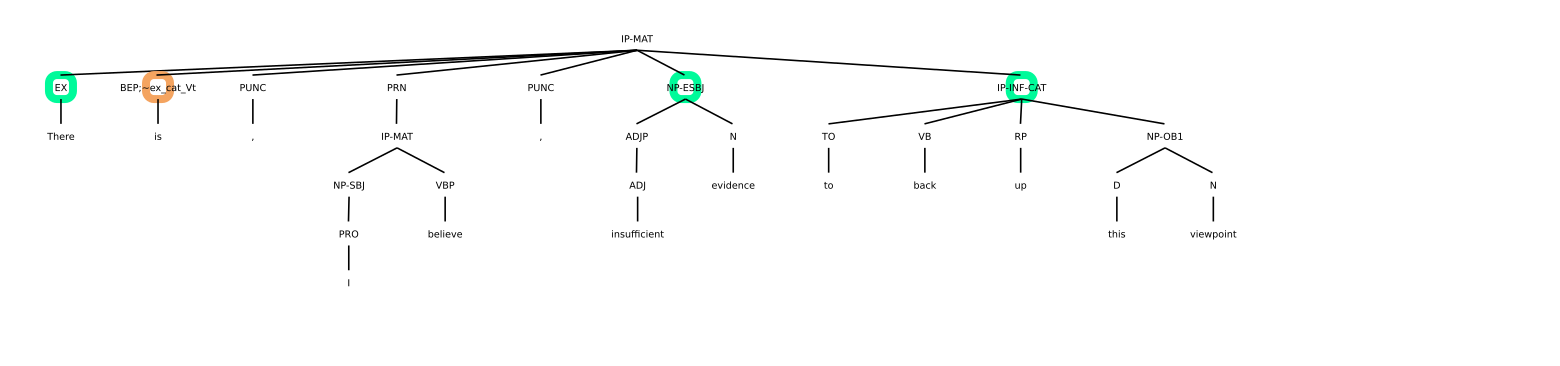 IP-MAT
EX BEP;~ex_cat_Vt PUNC PRN PUNC NP-ESBJ IP-INF-CAT
There is , IP-MAT , ADJP N TO VB RP NP-OB1
NP-SBJ VBP ADJ evidence to back up D N
PRO believe insufficient this viewpoint
I